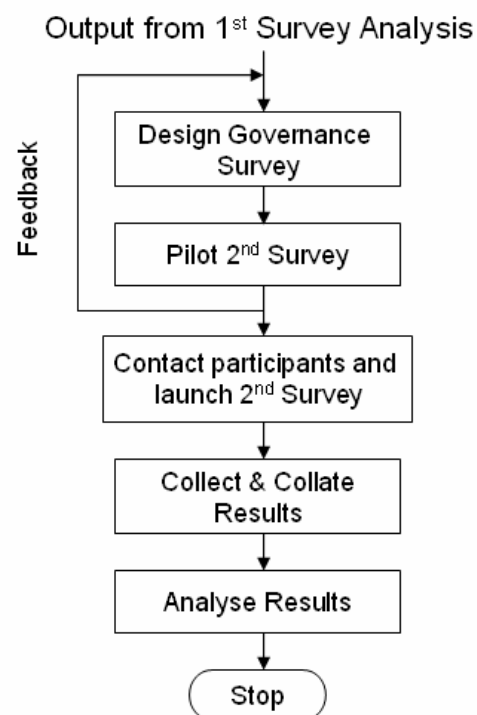 Output from 1st Survey Analysis
Design Governance
Survey
Feedback
Pilot 2nd Survey
Contact participants and
launch 2nd Survey
Collect & Collate
Results
Analyse Results
Stop